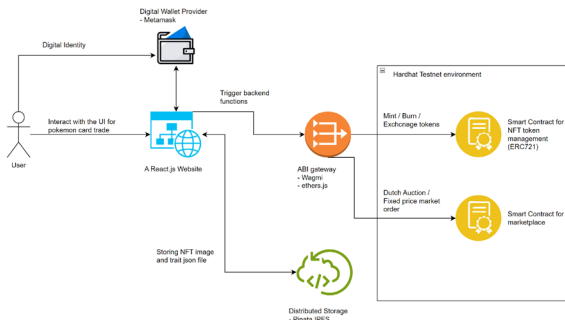 Digital Wallet Provider
- Metamask
Digital Identity
Trigger backend
functions
Hardhat Testnet environment
Interact with the UI for
pokemon card trade
Mint / Burn /
Exchcnage tokens
Smart Contract for
NFT token
management
(ERC721)
User
A React.js Website
ABI gateway
- Wagmi
- ethers.js
Dutch Auction /
Fixed price market
order
Smart Contract for
marketplace
Storing NFT image
and trait json file
Distributed Storage
- Pinata IPFS